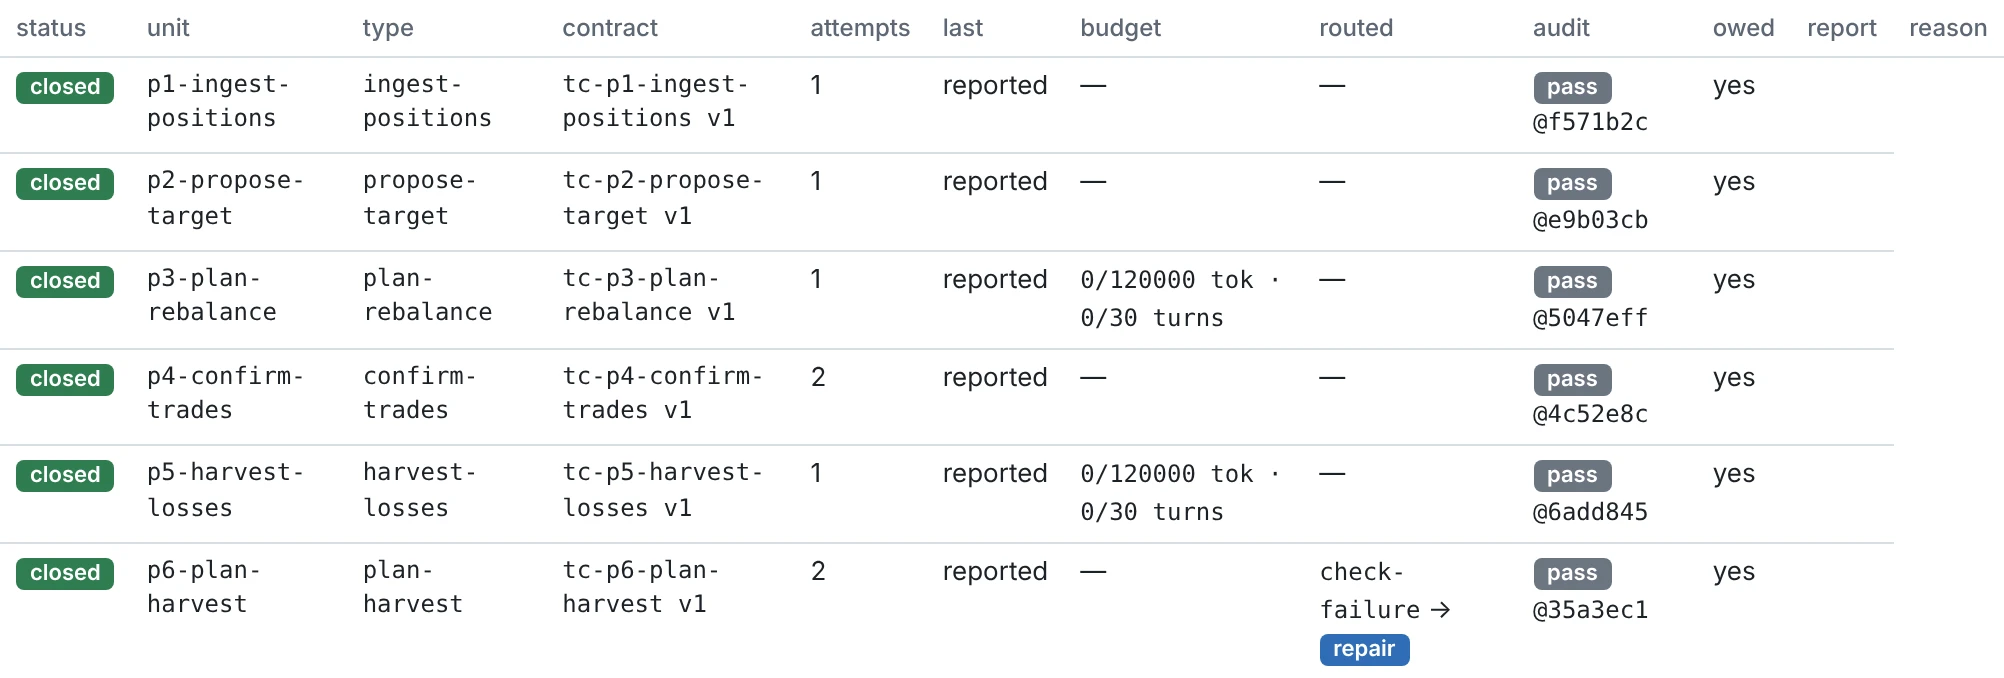 status unit type contract attempts last budget routed audit owed report reason
closed p1-ingest- ingest- tc-p1-ingest- 1 reported — — pass yes
positions positions positions v1 @f571b2c
closed p2-propose- propose- tc-p2-propose- 1 reported — — pass yes
target target target v1 @e9b03cb
closed p3-plan- plan- tc-p3-plan- 1 reported 0/120000 tok · — pass yes
rebalance rebalance rebalance v1 0/30 turns @5047eff
closed p4-confirm- confirm- tc-p4-confirm- 2 reported — — pass yes
trades trades trades v1 @4c52e8c
closed p5-harvest- harvest- tc-p5-harvest- 1 reported 0/120000 tok · — pass yes
losses losses losses v1 0/30 turns @6add845
closed p6-plan- plan- tc-p6-plan- 2 reported — check- pass yes
harvest harvest harvest v1 failure → @35a3ec1
repair